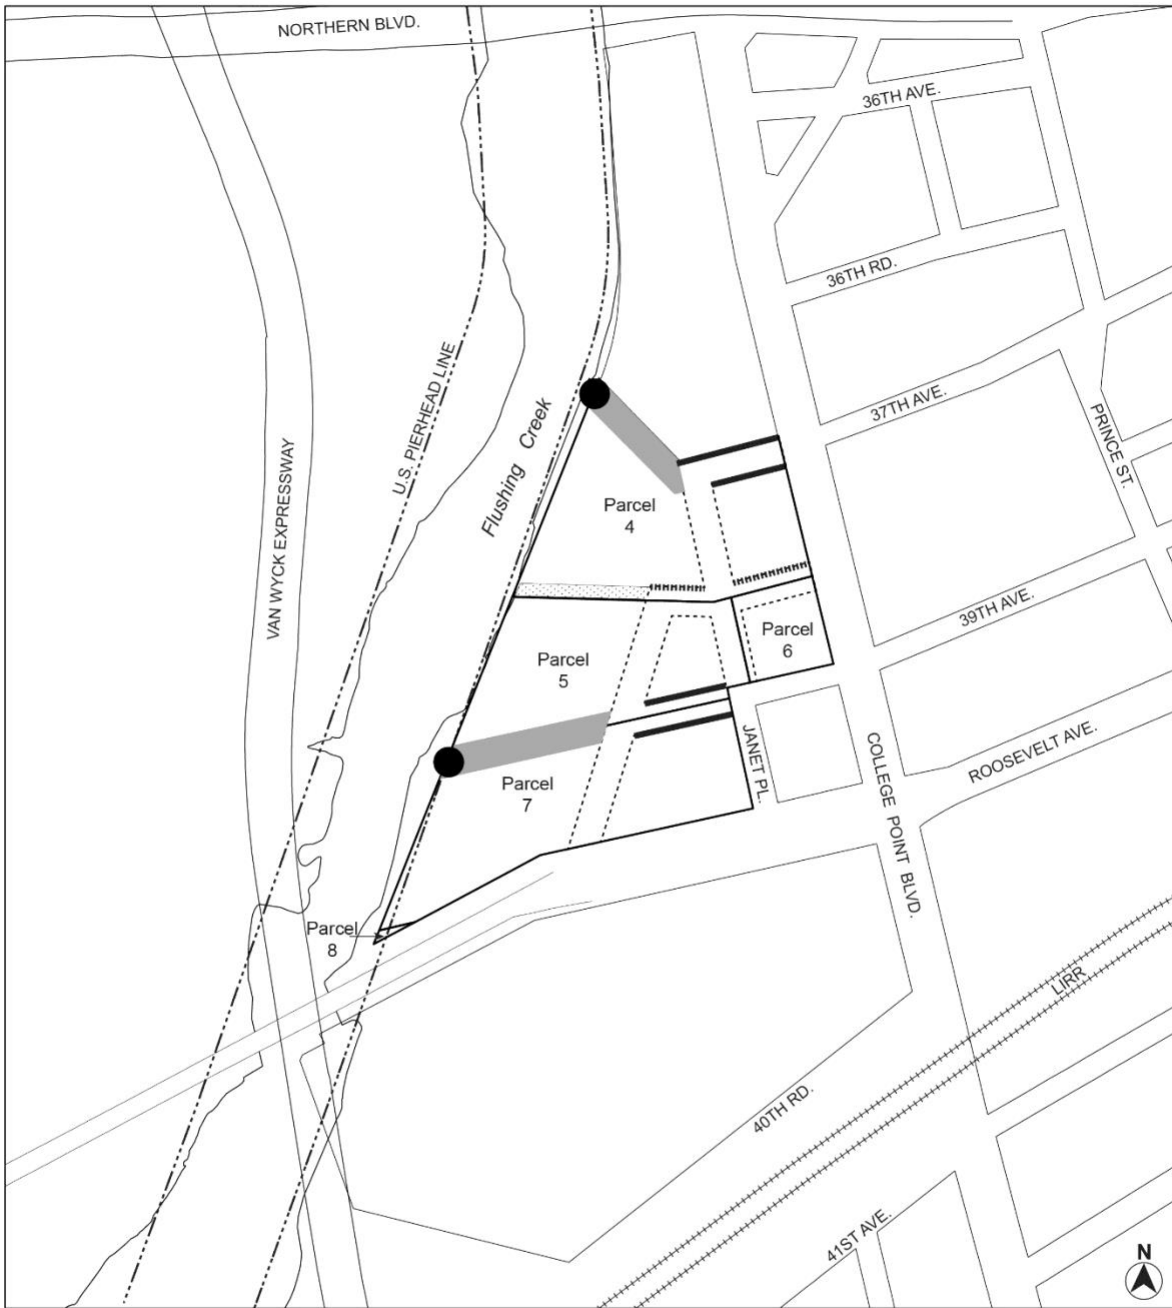 NORTHERN BLVD.
36TH AVE.
36TH RD.
U.S. PIERHEAD LINE
Flushing Creek
37TH AVE.
PRINCE ST.
VAN WYCK EXPRESSWAY
Parcel
4
39TH AVE.
Parcel
6
Parcel
5
JANET PL.
COLLEGE POINT BLVD.
ROOSEVELT AVE.
Parcel
7
Parcel
8
LIRR
40TH RD.
41ST AVE.
N